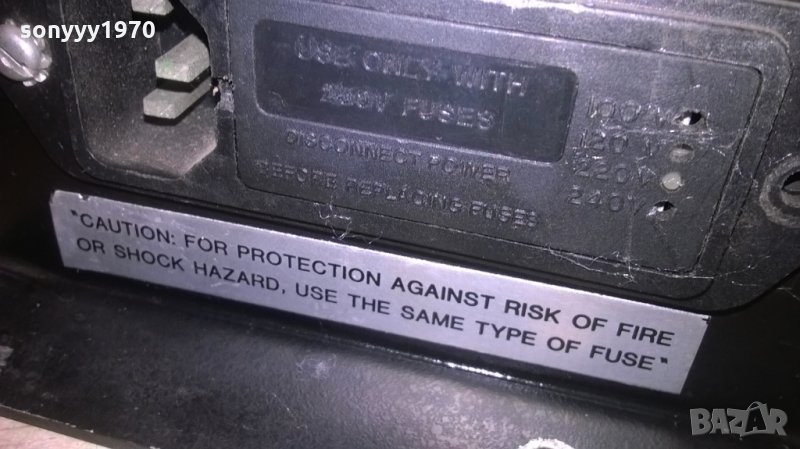 sonyyy1970
USE ONLY WITH
250V FUSES
DISCONNECT POWER
BEFORE REPLACING FUSES
100V
120V
220V
240V
"CAUTION: FOR PROTECTION AGAINST RISK OF FIRE
OR SHOCK HAZARD, USE THE SAME TYPE OF FUSE"
BAZAR